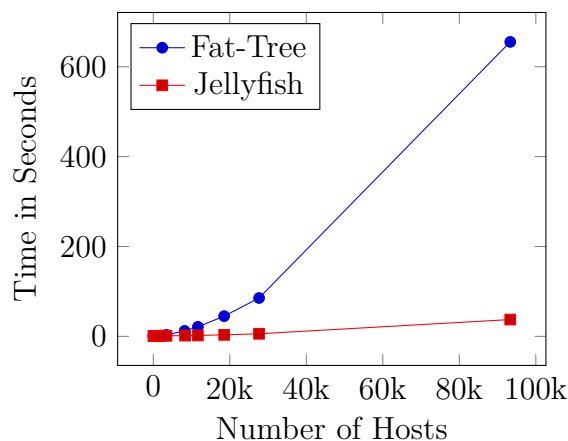 Fat-Tree
Jellyfish
600
400
200
0
Time in Seconds
0 20k 40k 60k 80k 100k
Number of Hosts